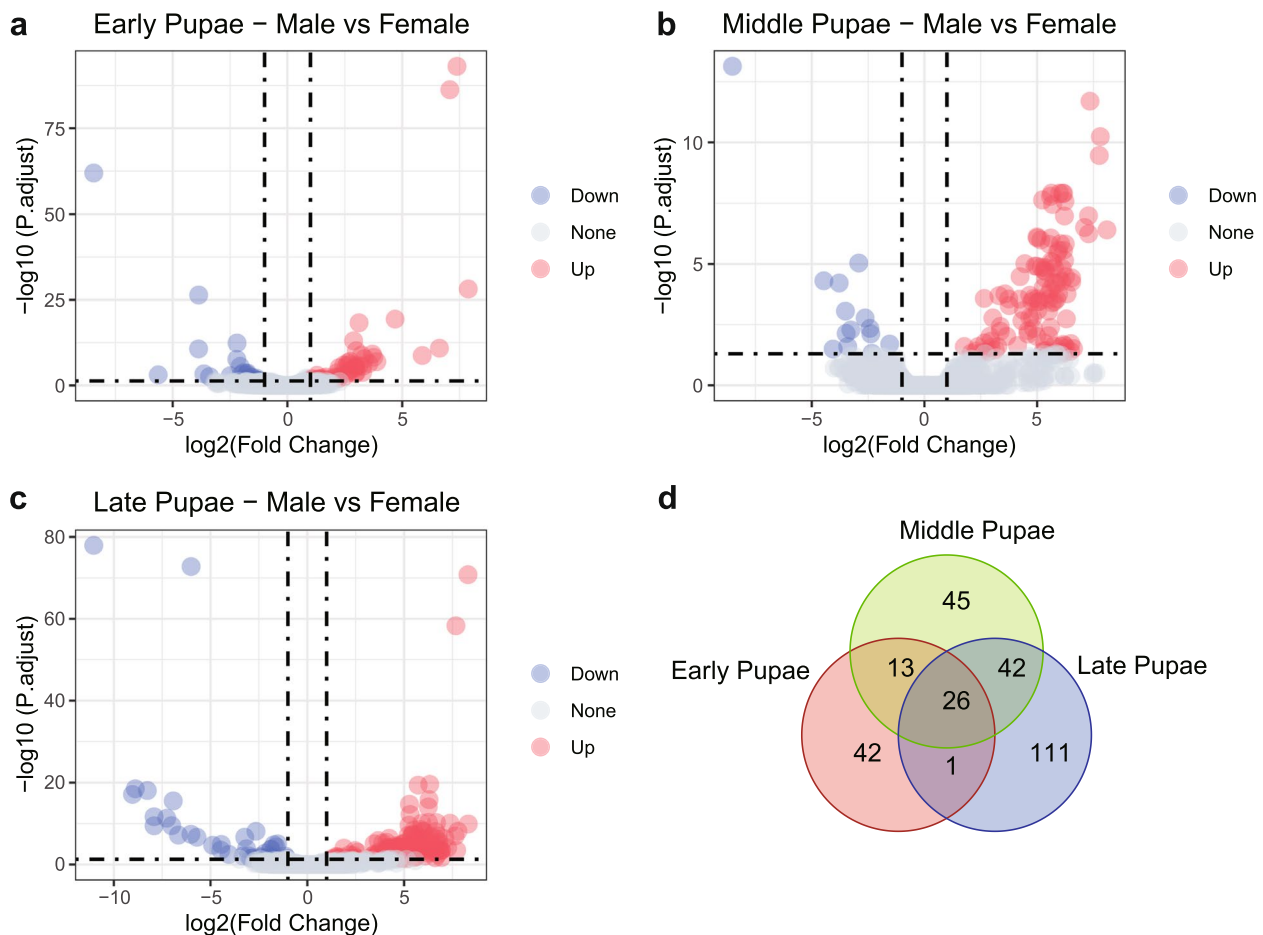 a
Early Pupae − Male vs Female
−log10 (P.adjust)
75
50
25
0
−5
0
5
log2(Fold Change)
Down
None
Up
b
Middle Pupae − Male vs Female
−log10 (P.adjust)
10
5
0
−5
0
5
log2(Fold Change)
Down
None
Up
c
Late Pupae − Male vs Female
−log10 (P.adjust)
80
60
40
20
0
−10
−5
0
5
log2(Fold Change)
Down
None
Up
d
Middle Pupae
45
Early Pupae
13
42
Late Pupae
26
42
1
111